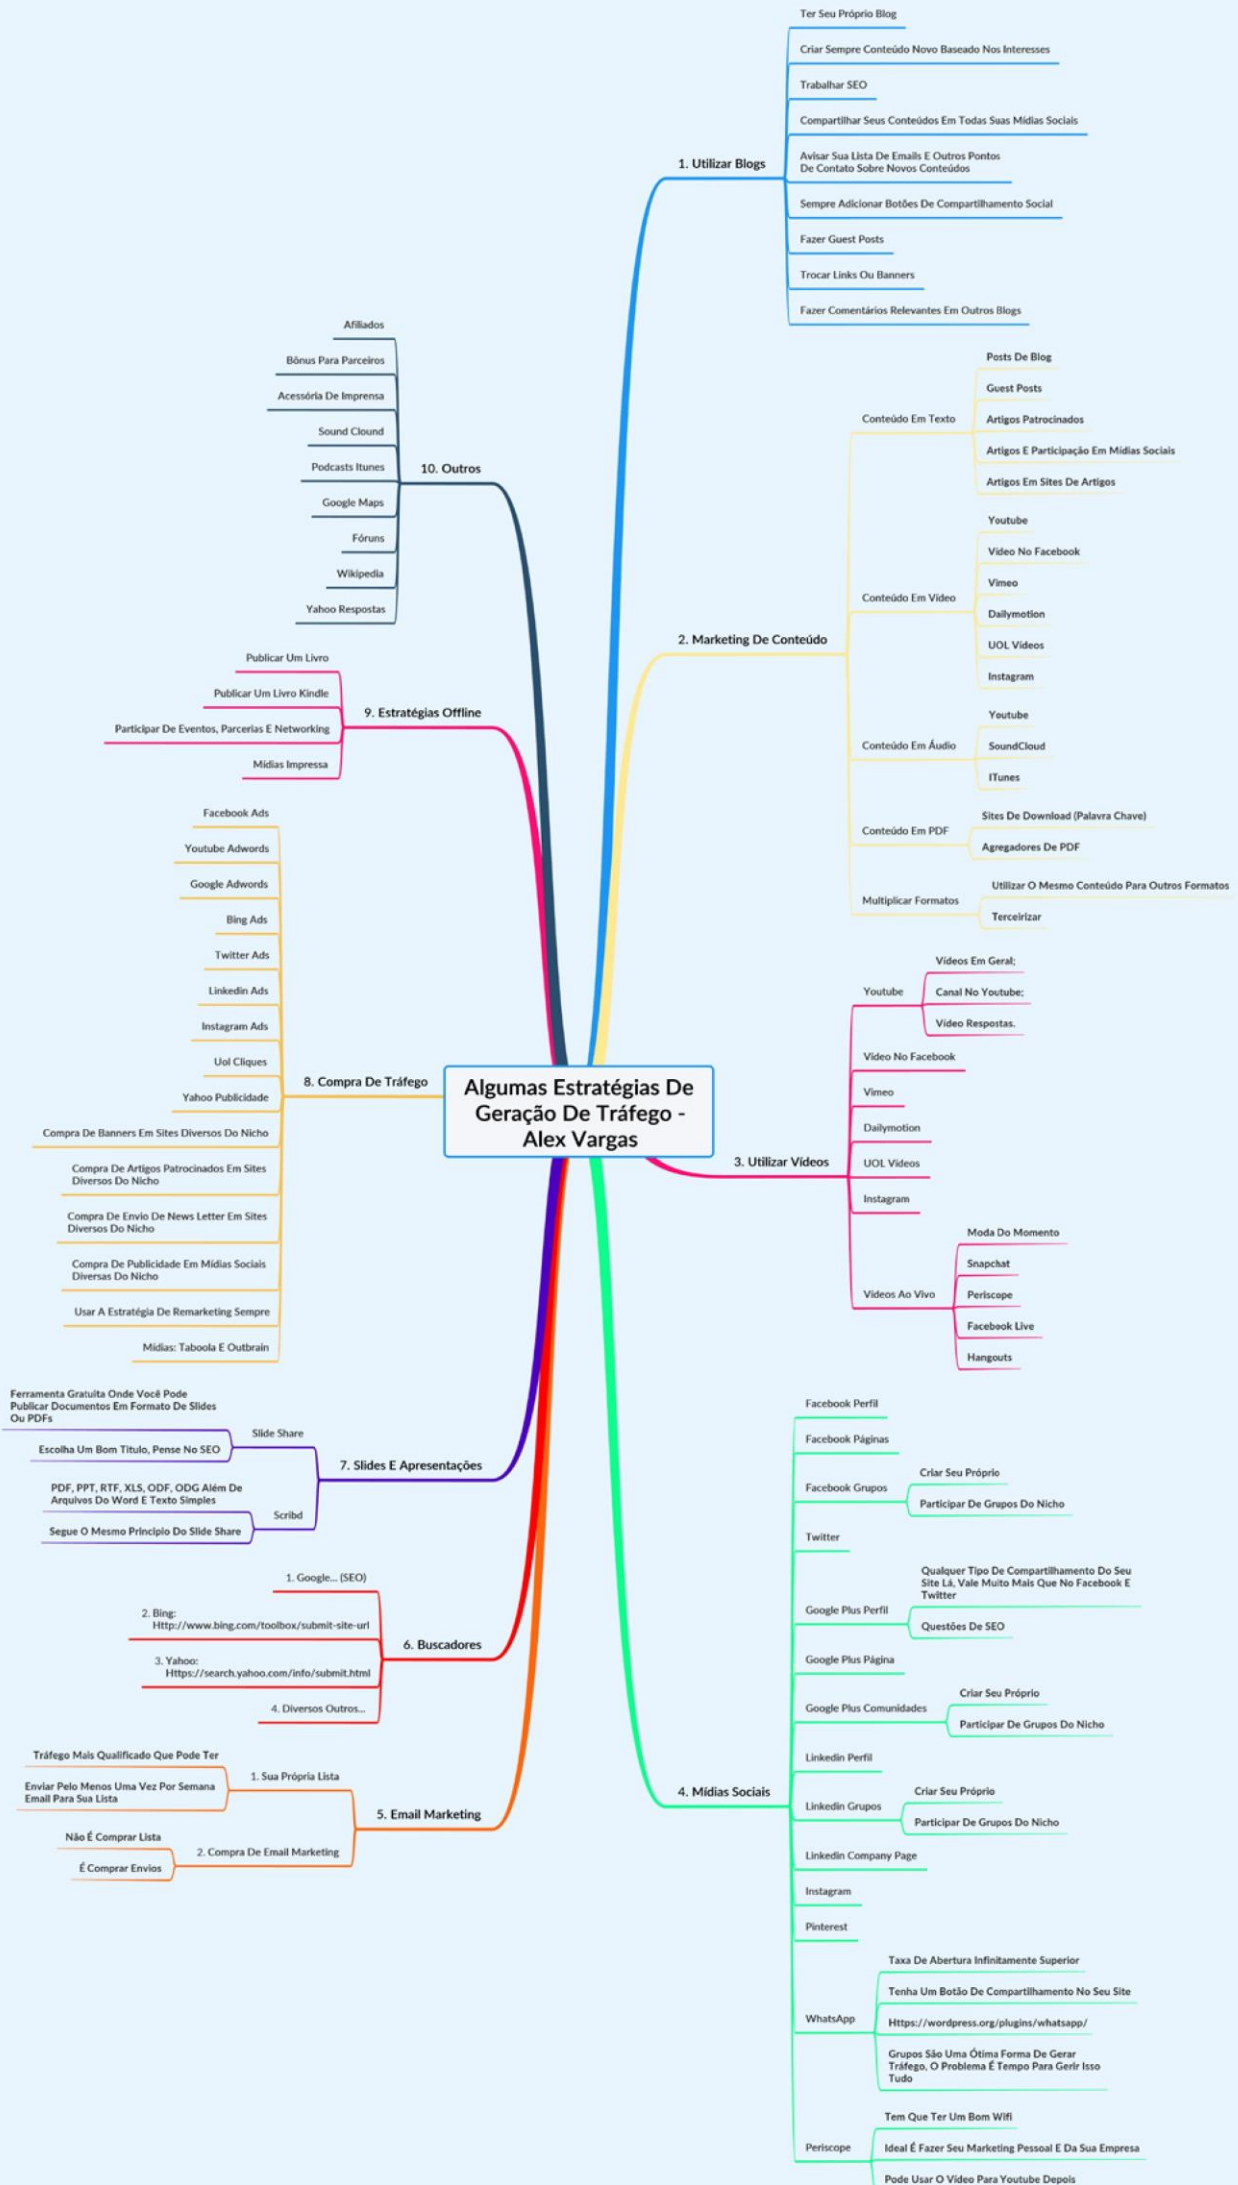 Algumas Estratégias De
Geração De Tráfego -
Alex Vargas
1. Utilizar Blogs
Ter Seu Próprio Blog
Criar Sempre Conteúdo Novo Baseado Nos Interesses
Trabalhar SEO
Compartilhar Seus Conteúdos Em Todas Suas Mídias Sociais
Avisar Sua Lista De Emails E Outros Pontos
De Contato Sobre Novos Conteúdos
Sempre Adicionar Botões De Compartilhamento Social
Fazer Guest Posts
Trocar Links Ou Banners
Fazer Comentários Relevantes Em Outros Blogs
2. Marketing De Conteúdo
Conteúdo Em Texto
Posts De Blog
Guest Posts
Artigos Patrocinados
Artigos E Participação Em Mídias Sociais
Artigos Em Sites De Artigos
Conteúdo Em Vídeo
Youtube
Vídeo No Facebook
Vimeo
Dailymotion
UOL Vídeos
Instagram
Conteúdo Em Áudio
Youtube
SoundCloud
ITunes
Conteúdo Em PDF
Sites De Download (Palavra Chave)
Agregadores De PDF
Multiplicar Formatos
Utilizar O Mesmo Conteúdo Para Outros Formatos
Terceirizar
3. Utilizar Vídeos
Youtube
Vídeos Em Geral;
Canal No Youtube;
Vídeo Respostas.
Vídeo No Facebook
Vimeo
Dailymotion
UOL Vídeos
Instagram
Vídeos Ao Vivo
Moda Do Momento
Snapchat
Periscope
Facebook Live
Hangouts
4. Mídias Sociais
Facebook Perfil
Facebook Páginas
Facebook Grupos
Criar Seu Próprio
Participar De Grupos Do Nicho
Twitter
Google Plus Perfil
Qualquer Tipo De Compartilhamento Do Seu
Site Lá, Vale Muito Mais Que No Facebook E
Twitter
Questões De SEO
Google Plus Página
Google Plus Comunidades
Criar Seu Próprio
Participar De Grupos Do Nicho
Linkedin Perfil
Linkedin Grupos
Criar Seu Próprio
Participar De Grupos Do Nicho
Linkedin Company Page
Instagram
Pinterest
WhatsApp
Taxa De Abertura Infinitamente Superior
Tenha Um Botão De Compartilhamento No Seu Site
Https://wordpress.org/plugins/whatsapp/
Grupos São Uma Ótima Forma De Gerar
Tráfego, O Problema É Tempo Para Gerir Isso
Tudo
Periscope
Tem Que Ter Um Bom Wifi
Ideal É Fazer Seu Marketing Pessoal E Da Sua Empresa
Pode Usar O Vídeo Para Youtube Depois
5. Email Marketing
1. Sua Própria Lista
Tráfego Mais Qualificado Que Pode Ter
Enviar Pelo Menos Uma Vez Por Semana
Email Para Sua Lista
2. Compra De Email Marketing
Não É Comprar Lista
É Comprar Envios
6. Buscadores
1. Google... (SEO)
2. Bing:
Http://www.bing.com/toolbox/submit-site-url
3. Yahoo:
Https://search.yahoo.com/info/submit.html
4. Diversos Outros...
7. Slides E Apresentações
Slide Share
Ferramenta Gratuita Onde Você Pode
Publicar Documentos Em Formato De Slides
Ou PDFs
Escolha Um Bom Título, Pense No SEO
Scribd
PDF, PPT, RTF, XLS, ODF, ODG Além De
Arquivos Do Word E Texto Simples
Segue O Mesmo Principio Do Slide Share
8. Compra De Tráfego
Facebook Ads
Youtube Adwords
Google Adwords
Bing Ads
Twitter Ads
Linkedin Ads
Instagram Ads
Uol Cliques
Yahoo Publicidade
Compra De Banners Em Sites Diversos Do Nicho
Compra De Artigos Patrocinados Em Sites
Diversos Do Nicho
Compra De Envio De News Letter Em Sites
Diversos Do Nicho
Compra De Publicidade Em Mídias Sociais
Diversas Do Nicho
Usar A Estratégia De Remarketing Sempre
Mídias: Taboola E Outbrain
9. Estratégias Offline
Publicar Um Livro
Publicar Um Livro Kindle
Participar De Eventos, Parcerias E Networking
Mídias Impressa
10. Outros
Afiliados
Bônus Para Parceiros
Acessória De Imprensa
Sound Clound
Podcasts Itunes
Google Maps
Fóruns
Wikipedia
Yahoo Respostas